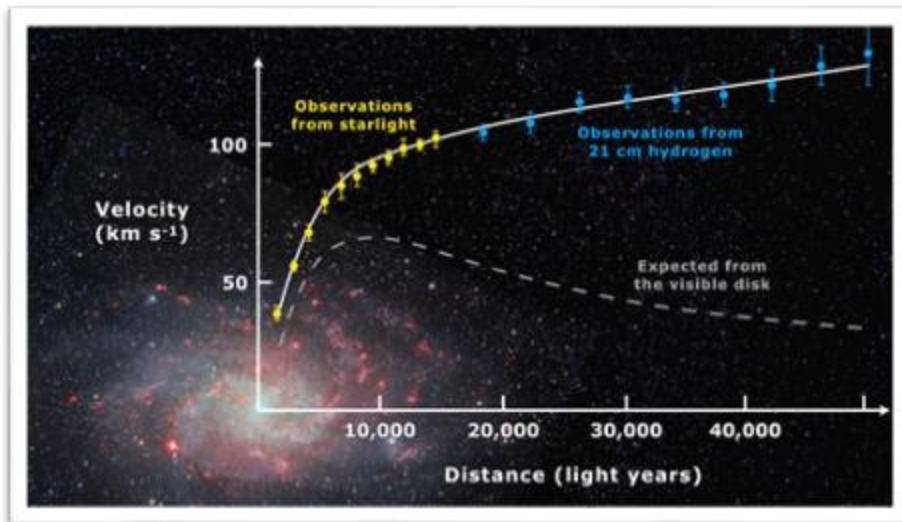 Observations
from starlight
100
Observations from
21 cm hydrogen
Velocity
(km s⁻¹)
Expected from
the visible disk
50
10,000
20,000
30,000
40,000
Distance (light years)